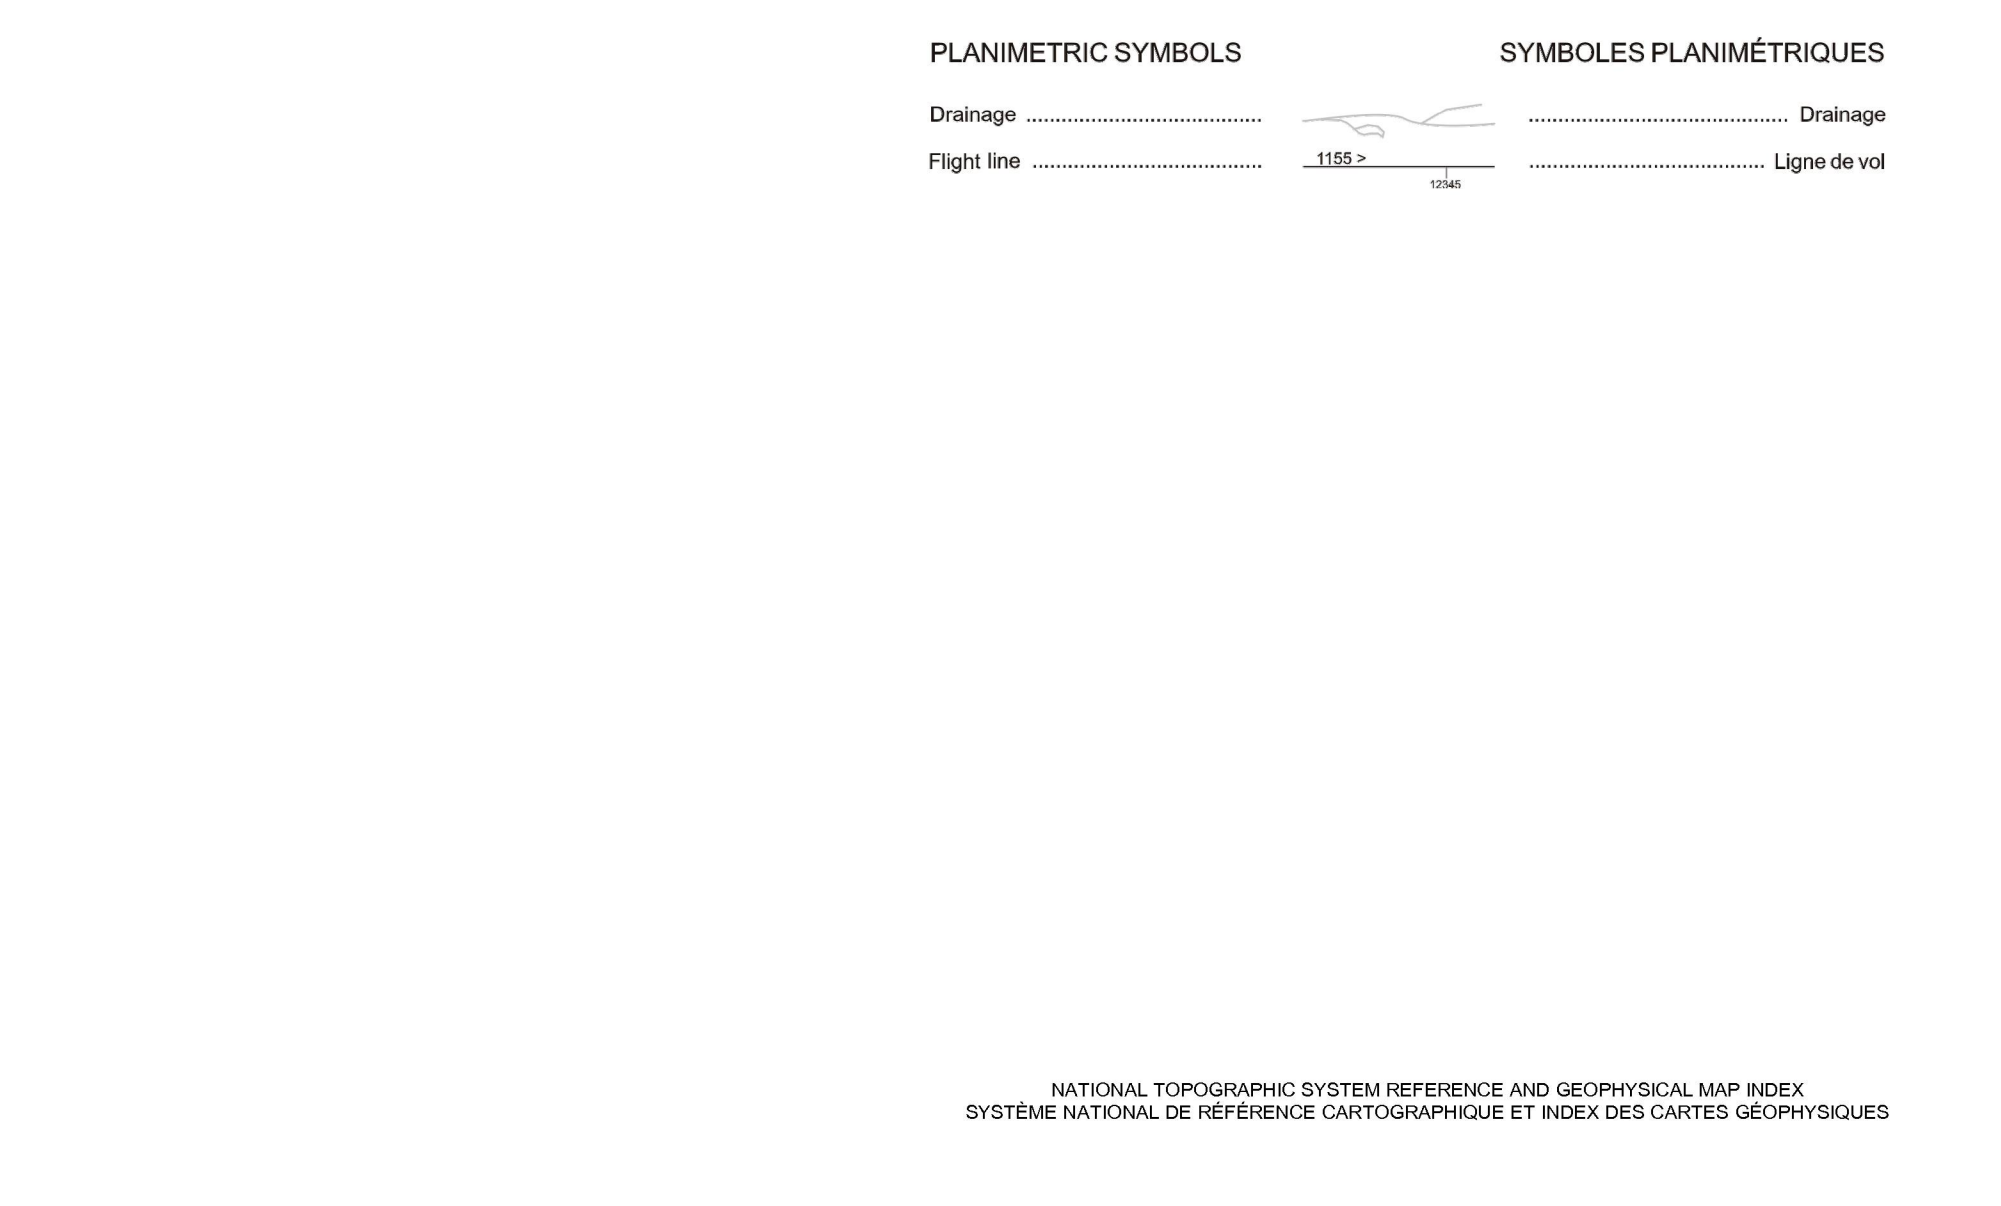 PLANIMETRIC SYMBOLS SYMBOLES PLANIMÉTRIQUES
Drainage ........................................ ............................................ Drainage
Flight line ....................................... 1155 > ........................................ Ligne de vol
12345
NATIONAL TOPOGRAPHIC SYSTEM REFERENCE AND GEOPHYSICAL MAP INDEX
SYSTÈME NATIONAL DE RÉFÉRENCE CARTOGRAPHIQUE ET INDEX DES CARTES GÉOPHYSIQUES